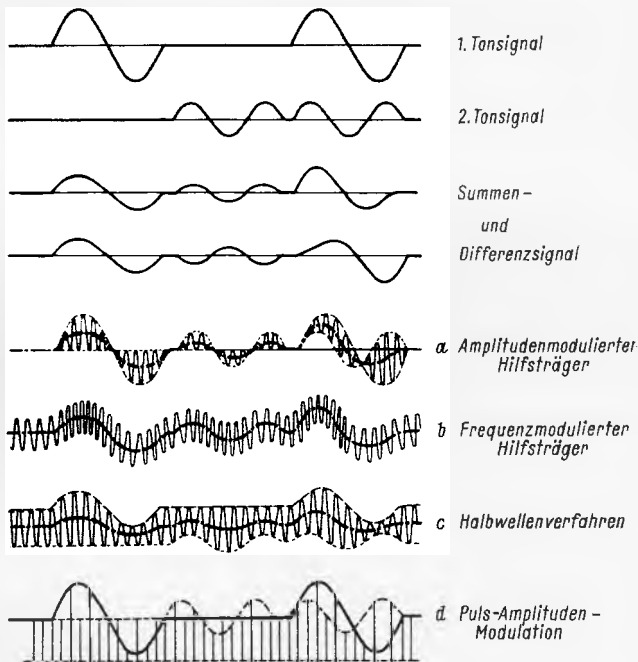 1. Tonsignal
2. Tonsignal
Summen-
und
Differenzsignal
a Amplitudenmodulierter
Hilfsträger
b Frequenzmodulierter
Hilfsträger
c Halbwellenverfahren
d Puls-Amplituden-
Modulation